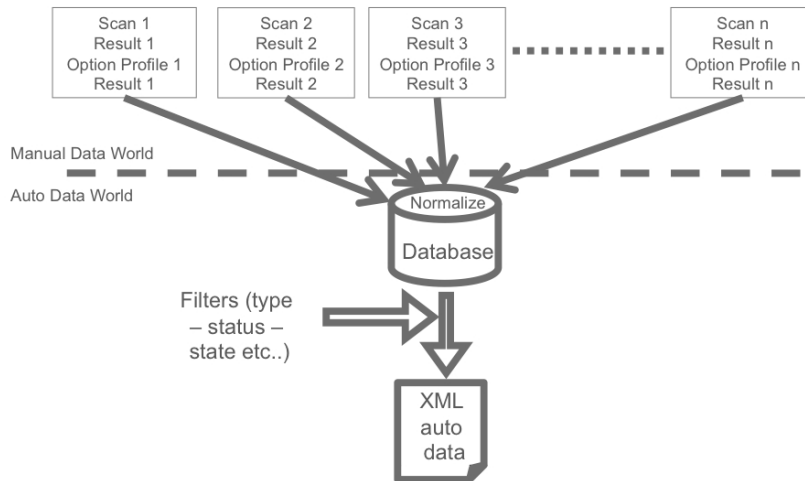 Scan 1
Result 1
Option Profile 1
Result 1
Scan 2
Result 2
Option Profile 2
Result 2
Scan 3
Result 3
Option Profile 3
Result 3
Scan n
Result n
Option Profile n
Result n
Manual Data World
Auto Data World
Normalize
Database
Filters (type
– status –
state etc..)
XML
auto
data